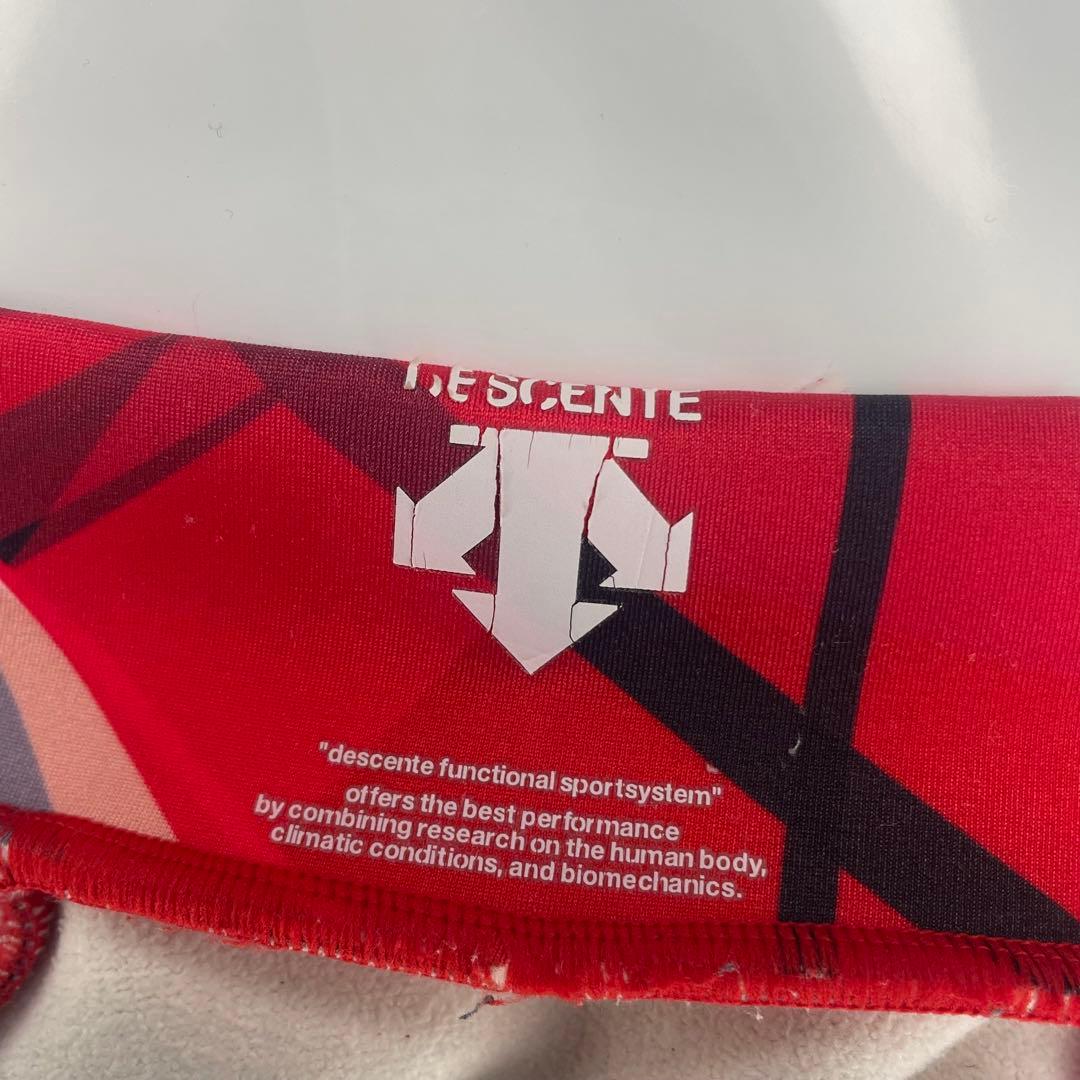 DESCENTE
"descente functional sportsystem"
offers the best performance
by combining research on the human body,
climatic conditions, and biomechanics.